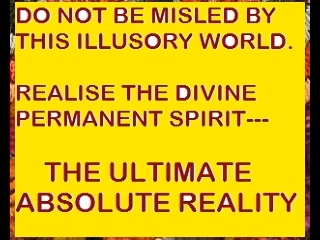 DO NOT BE MISLED BY
THIS ILLUSORY WORLD.
REALISE THE DIVINE
PERMANENT SPIRIT---
THE ULTIMATE
ABSOLUTE REALITY